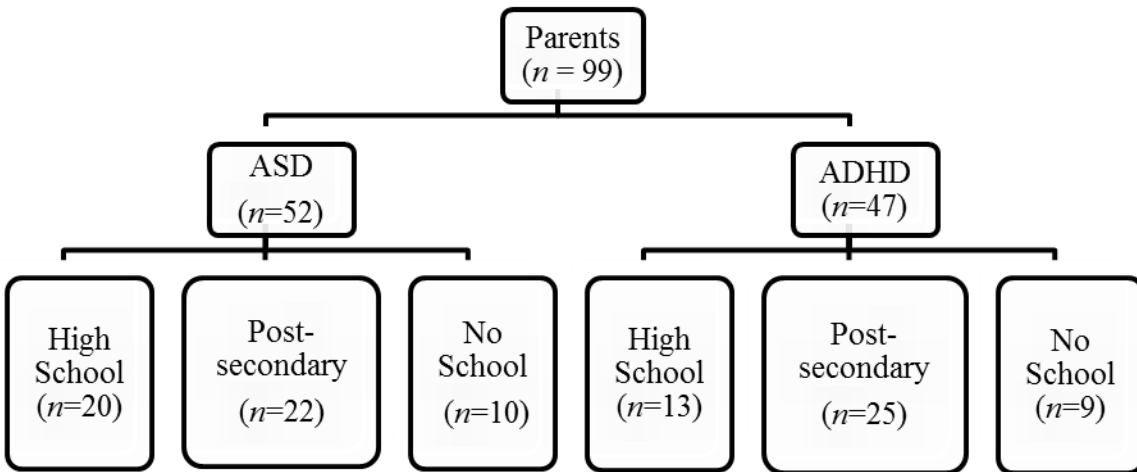 Parents
(n = 99)
ASD
(n=52)
ADHD
(n=47)
High
School
(n=20)
Post-
secondary
(n=22)
No
School
(n=10)
High
School
(n=13)
Post-
secondary
(n=25)
No
School
(n=9)